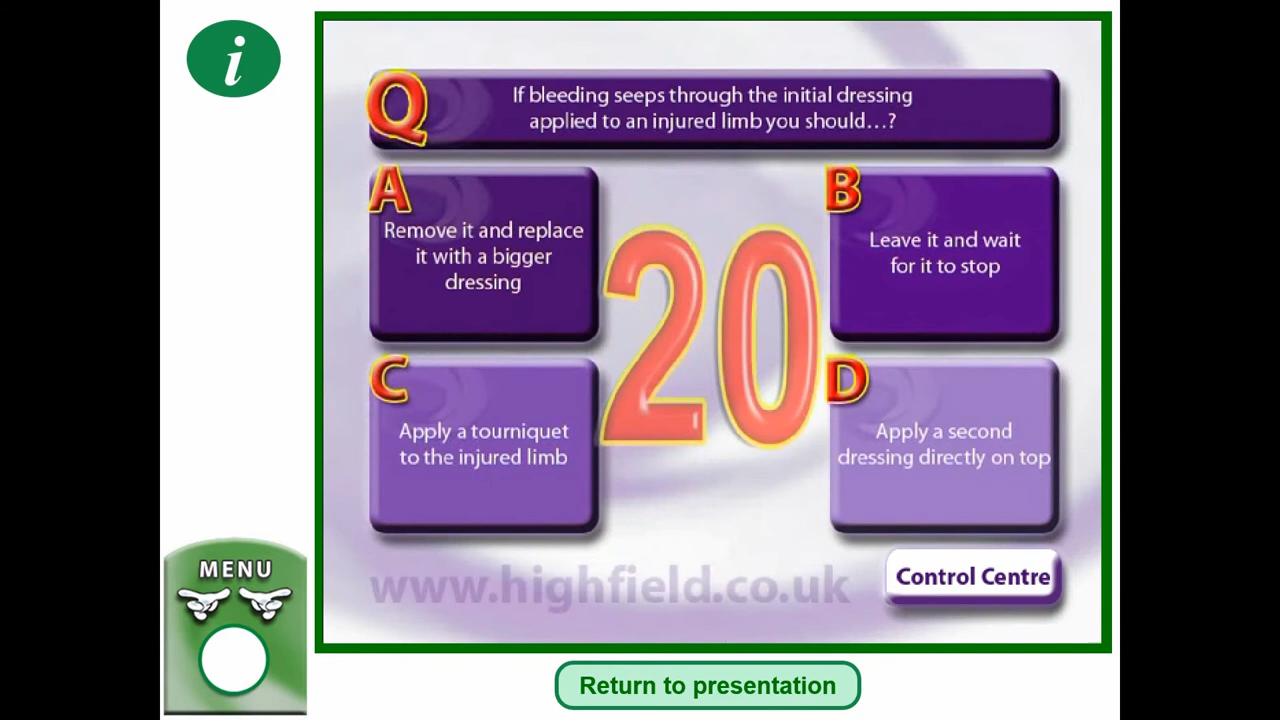 i
Q
If bleeding seeps through the initial dressing
applied to an injured limb you should...?
A
Remove it and replace
it with a bigger
dressing
B
Leave it and wait
for it to stop
20
C
Apply a tourniquet
to the injured limb
D
Apply a second
dressing directly on top
www.highfield.co.uk
Control Centre
MENU
Return to presentation